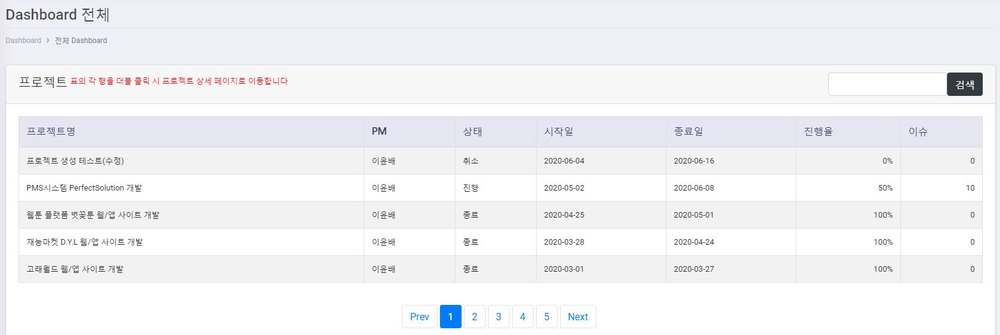 Dashboard 전체
Dashboard > 전체 Dashboard
프로젝트 표의 각 행을 더블 클릭 시 프로젝트 상세 페이지로 이동합니다 검색
프로젝트명 PM 상태 시작일 종료일 진행율 이슈
프로젝트 생성 테스트(수정) 이윤배 취소 2020-06-04 2020-06-16 0% 0
PMS시스템 PerfectSolution 개발 이윤배 진행 2020-05-02 2020-06-08 50% 10
웹툰 플랫폼 벗꽃툰 웹/앱 사이트 개발 이윤배 종료 2020-04-25 2020-05-01 100% 0
재능마켓 D.Y.L 웹/앱 사이트 개발 이윤배 종료 2020-03-28 2020-04-24 100% 0
고래월드 웹/앱 사이트 개발 이윤배 종료 2020-03-01 2020-03-27 100% 0
Prev 1 2 3 4 5 Next